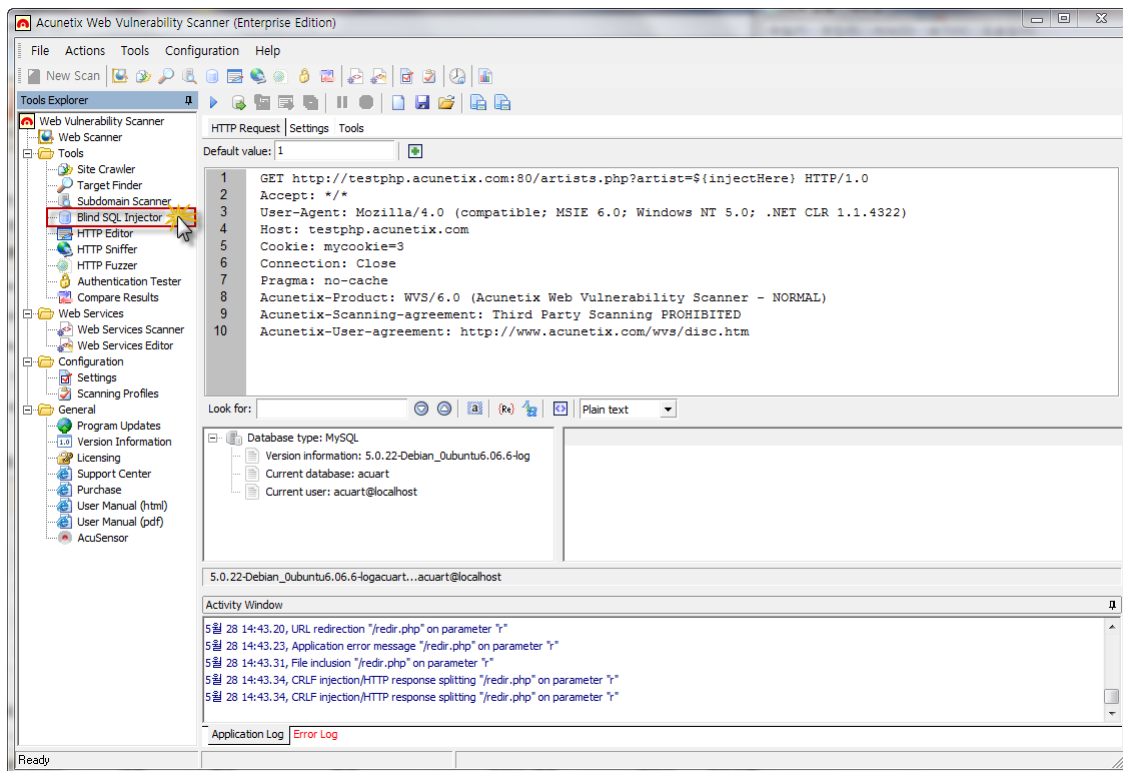 Acunetix Web Vulnerability Scanner (Enterprise Edition)
File Actions Tools Configuration Help
New Scan
Tools Explorer
Web Vulnerability Scanner
Web Scanner
Tools
Site Crawler
Target Finder
Subdomain Scanner
Blind SQL Injector
HTTP Editor
HTTP Sniffer
HTTP Fuzzer
Authentication Tester
Compare Results
Web Services
Web Services Scanner
Web Services Editor
Configuration
Settings
Scanning Profiles
General
Program Updates
1.0 Version Information
Licensing
Support Center
Purchase
User Manual (html)
User Manual (pdf)
AcuSensor
HTTP Request Settings Tools
Default value: 1
1 GET http://testphp.acunetix.com:80/artists.php?artist=${injectHere} HTTP/1.0
2 Accept: */*
3 User-Agent: Mozilla/4.0 (compatible; MSIE 6.0; Windows NT 5.0; .NET CLR 1.1.4322)
4 Host: testphp.acunetix.com
5 Cookie: mycookie=3
6 Connection: Close
7 Pragma: no-cache
8 Acunetix-Product: WVS/6.0 (Acunetix Web Vulnerability Scanner - NORMAL)
9 Acunetix-Scanning-agreement: Third Party Scanning PROHIBITED
10 Acunetix-User-agreement: http://www.acunetix.com/wvs/disc.htm
Look for: Plain text
Database type: MySQL
Version information: 5.0.22-Debian_0ubuntu6.06.6-log
Current database: acuart
Current user: acuart@localhost
5.0.22-Debian_0ubuntu6.06.6-logacuart...acuart@localhost
Activity Window
5월 28 14:43.20, URL redirection "/redir.php" on parameter "r"
5월 28 14:43.23, Application error message "/redir.php" on parameter "r"
5월 28 14:43.31, File inclusion "/redir.php" on parameter "r"
5월 28 14:43.34, CRLF injection/HTTP response splitting "/redir.php" on parameter "r"
5월 28 14:43.34, CRLF injection/HTTP response splitting "/redir.php" on parameter "r"
Application Log Error Log
Ready